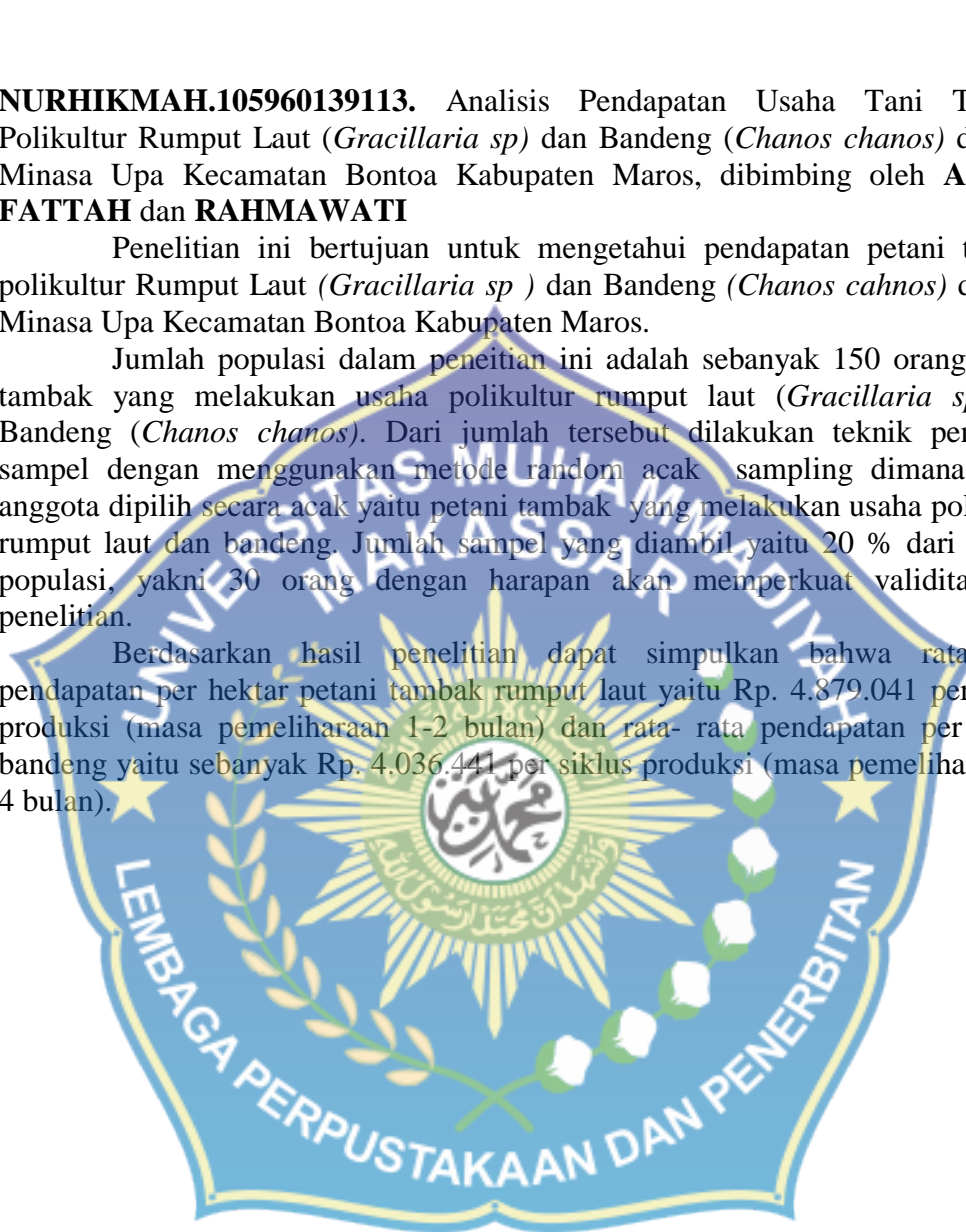 NURHIKMAH.105960139113. Analisis Pendapatan Usaha Tani T
Polikultur Rumput Laut (Gracillaria sp) dan Bandeng (Chanos chanos) d
Minasa Upa Kecamatan Bontoa Kabupaten Maros, dibimbing oleh A
FATTAH dan RAHMAWATI
Penelitian ini bertujuan untuk mengetahui pendapatan petani t
polikultur Rumput Laut (Gracillaria sp ) dan Bandeng (Chanos cahnos) d
Minasa Upa Kecamatan Bontoa Kabupaten Maros.
Jumlah populasi dalam peneitian ini adalah sebanyak 150 orang
tambak yang melakukan usaha polikultur rumput laut (Gracillaria sp
Bandeng (Chanos chanos). Dari jumlah tersebut dilakukan teknik pen
sampel dengan menggunakan metode random acak sampling dimana
anggota dipilih secara acak yaitu petani tambak yang melakukan usaha pol
rumput laut dan bandeng. Jumlah sampel yang diambil yaitu 20 % dari
populasi, yakni 30 orang dengan harapan akan memperkuat validita
penelitian.
Berdasarkan hasil penelitian dapat simpulkan bahwa rata
pendapatan per hektar petani tambak rumput laut yaitu Rp. 4.879.041 per
produksi (masa pemeliharaan 1-2 bulan) dan rata- rata pendapatan per
bandeng yaitu sebanyak Rp. 4.036.441 per siklus produksi (masa pemeliha
4 bulan).
UNIVERSITAS MUHAMMADIYAH
MAKASSAR
LEMBAGA PERPUSTAKAAN DAN PENERBITAN